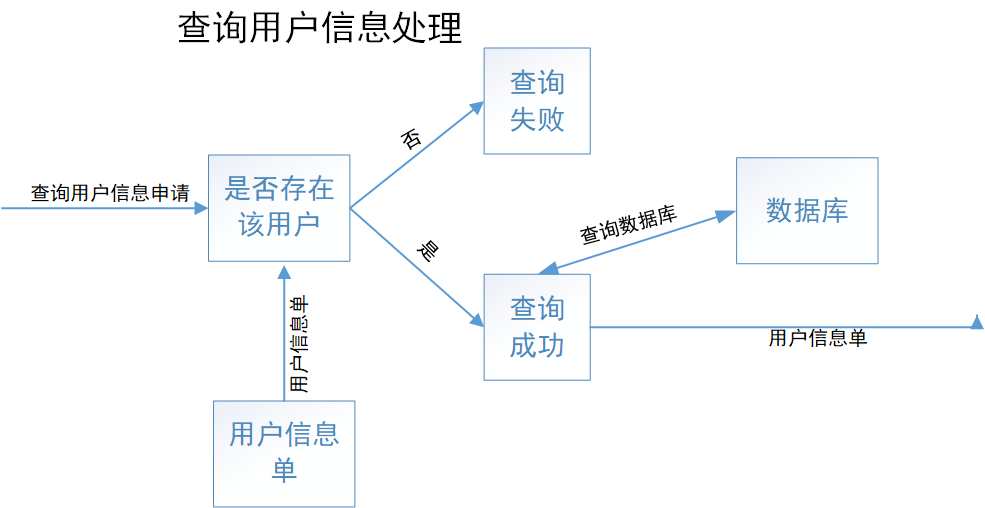 查询用户信息处理
查询
失败
否
查询用户信息申请
是否存在
该用户
数据库
查询数据库
是
查询
成功
用户信息单
用户信息单
用户信息
单